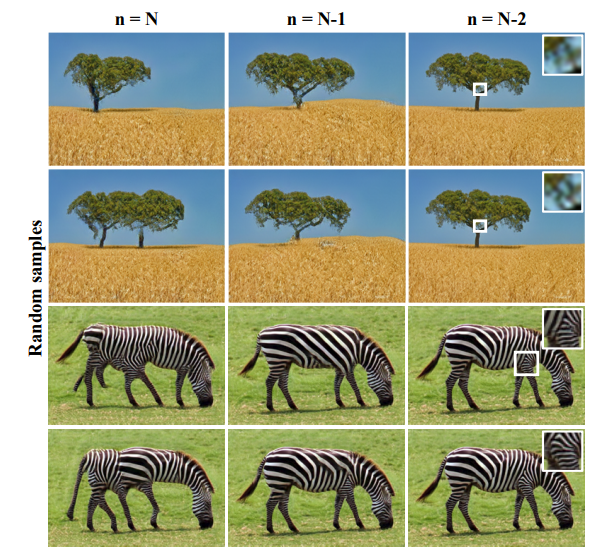 n = N
n = N-1
n = N-2
Random samples